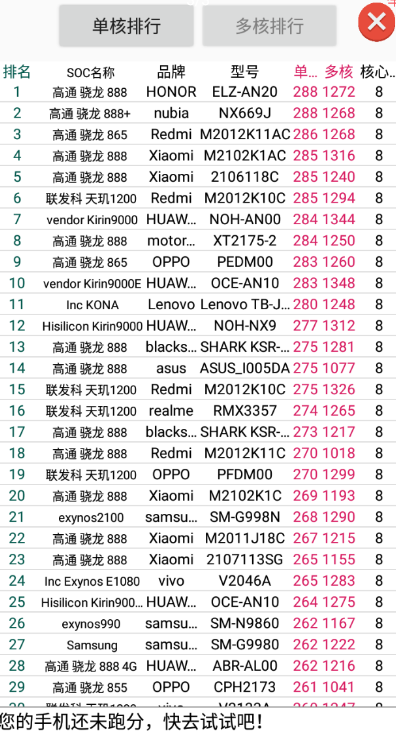 单核排行 多核排行
排名 SOC名称 品牌 型号 单... 多核 核心...
1 高通 骁龙 888 HONOR ELZ-AN20 288 1272 8
2 高通 骁龙 888+ nubia NX669J 288 1268 8
3 高通 骁龙 865 Redmi M2012K11AC 286 1268 8
4 高通 骁龙 888 Xiaomi M2102K1AC 285 1316 8
5 高通 骁龙 888 Xiaomi 2106118C 285 1240 8
6 联发科 天玑1200 Redmi M2012K10C 285 1294 8
7 vendor Kirin9000 HUAW... NOH-AN00 284 1344 8
8 高通 骁龙 888 motor... XT2175-2 284 1250 8
9 高通 骁龙 865 OPPO PEDM00 283 1260 8
10 vendor Kirin9000E HUAW... OCE-AN10 283 1348 8
11 Inc KONA Lenovo Lenovo TB-J... 280 1248 8
12 Hisilicon Kirin9000 HUAW... NOH-NX9 277 1312 8
13 高通 骁龙 888 blacks... SHARK KSR-... 275 1281 8
14 高通 骁龙 888 asus ASUS_I005DA 275 1077 8
15 联发科 天玑1200 Redmi M2012K10C 275 1326 8
16 联发科 天玑1200 realme RMX3357 274 1265 8
17 高通 骁龙 888 blacks... SHARK KSR-... 273 1217 8
18 高通 骁龙 888 Redmi M2012K11C 270 1018 8
19 联发科 天玑1200 OPPO PFDM00 270 1299 8
20 高通 骁龙 888 Xiaomi M2102K1C 269 1193 8
21 exynos2100 samsu... SM-G998N 268 1290 8
22 高通 骁龙 888 Xiaomi M2011J18C 267 1215 8
23 高通 骁龙 888 Xiaomi 2107113SG 265 1155 8
24 Inc Exynos E1080 vivo V2046A 265 1283 8
25 Hisilicon Kirin900... HUAW... OCE-AN10 264 1275 8
26 exynos990 samsu... SM-N9860 262 1167 8
27 Samsung samsu... SM-G9980 262 1222 8
28 高通 骁龙 888 4G HUAW... ABR-AL00 262 1216 8
29 高通 骁龙 855 OPPO CPH2173 261 1041 8
您的手机还未跑分，快去试试吧！